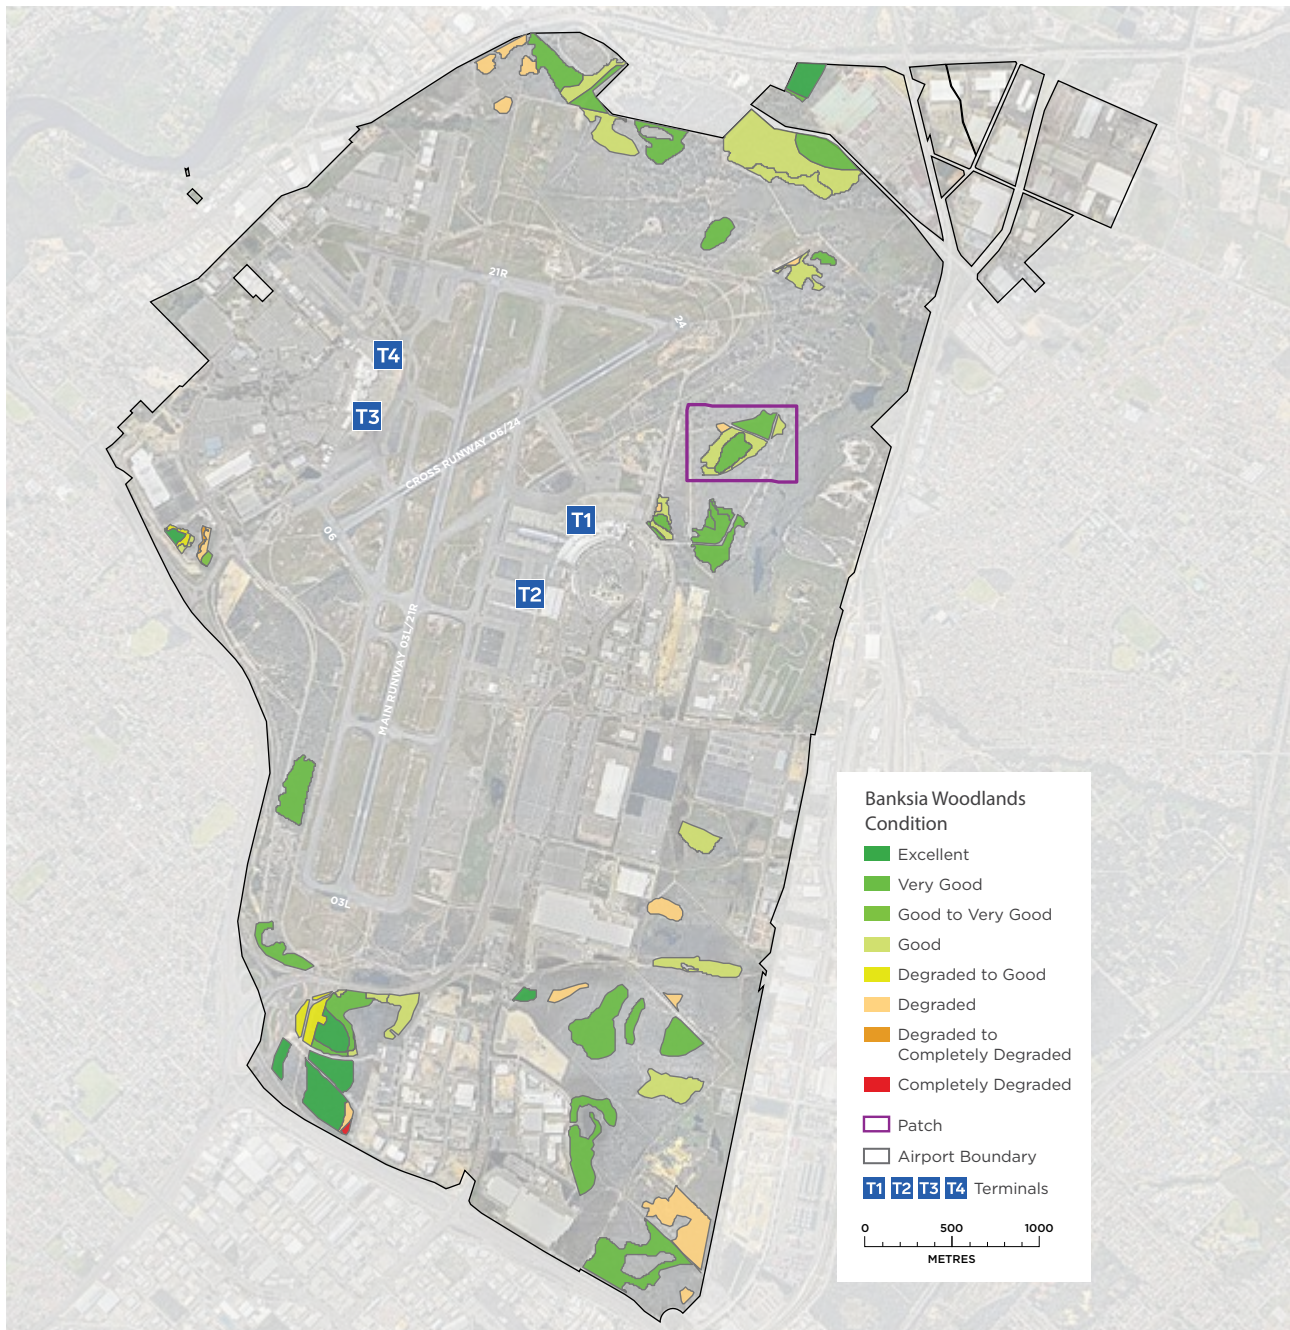 21R
24
T4
T3
CROSS RUNWAY 06/24
T1
06
T2
MAIN RUNWAY 03L/21R
03L
Banksia Woodlands
Condition
Excellent
Very Good
Good to Very Good
Good
Degraded to Good
Degraded
Degraded to
Completely Degraded
Completely Degraded
Patch
Airport Boundary
T1 T2 T3 T4 Terminals
0 500 1000
METRES